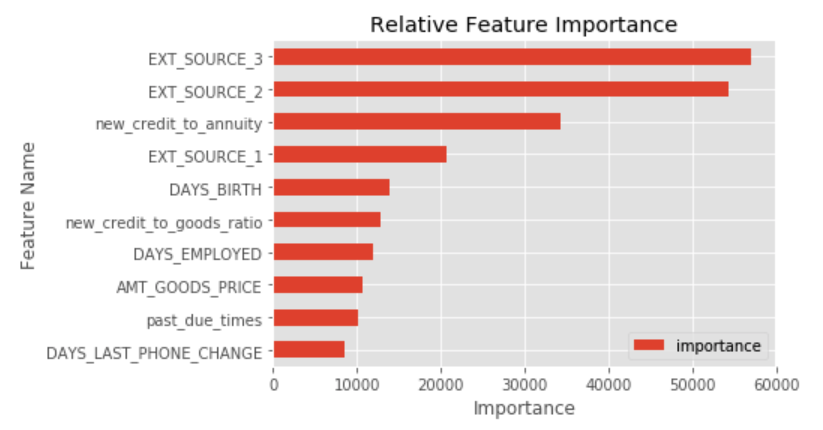 Relative Feature Importance
Feature Name
EXT_SOURCE_3
EXT_SOURCE_2
new_credit_to_annuity
EXT_SOURCE_1
DAYS_BIRTH
new_credit_to_goods_ratio
DAYS_EMPLOYED
AMT_GOODS_PRICE
past_due_times
DAYS_LAST_PHONE_CHANGE
importance
0 10000 20000 30000 40000 50000 60000
Importance